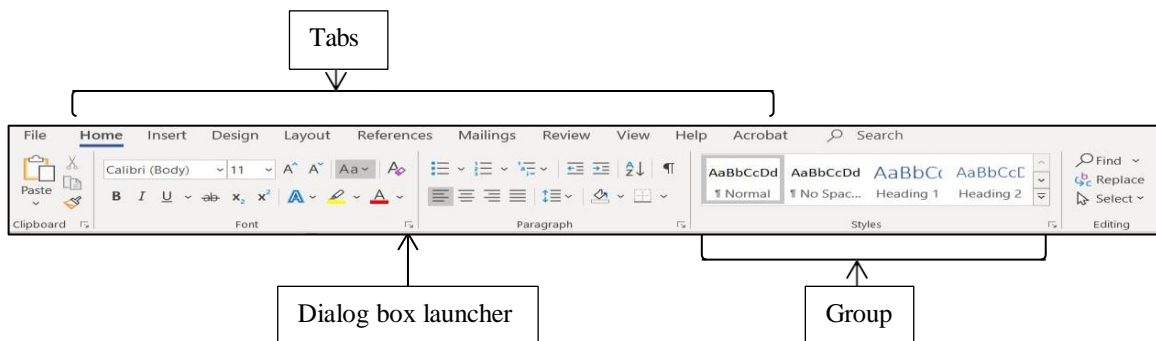 Tabs
File Home Insert Design Layout References Mailings Review View Help Acrobat Search
Calibri (Body) 11 A^ Aˇ Aa A AaBbCcDd AaBbCcDd AaBbCc AaBbCcD Find
Paste Replace
B I U ab x₂ x² A A ¶ Normal ¶ No Spac... Heading 1 Heading 2 Select
Clipboard Font Paragraph Styles Editing
Dialog box launcher Group